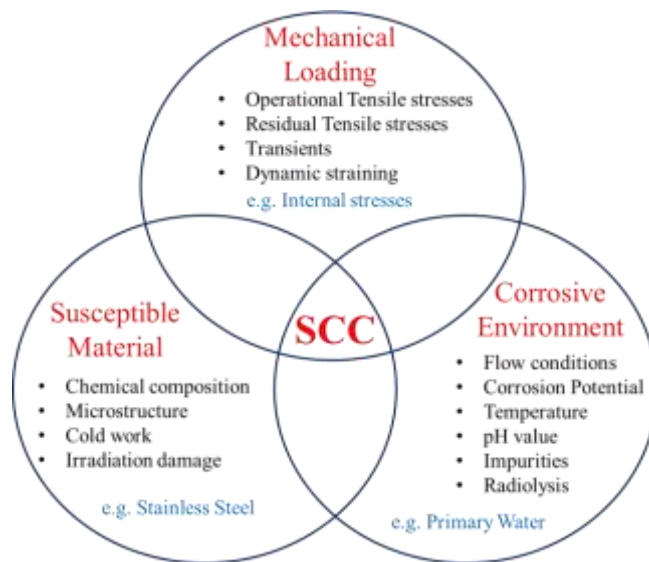 Mechanical
Loading
• Operational Tensile stresses
• Residual Tensile stresses
• Transients
• Dynamic straining
e.g. Internal stresses
SCC
Susceptible
Material
• Chemical composition
• Microstructure
• Cold work
• Irradiation damage
e.g. Stainless Steel
Corrosive
Environment
• Flow conditions
• Corrosion Potential
• Temperature
• pH value
• Impurities
• Radiolysis
e.g. Primary Water